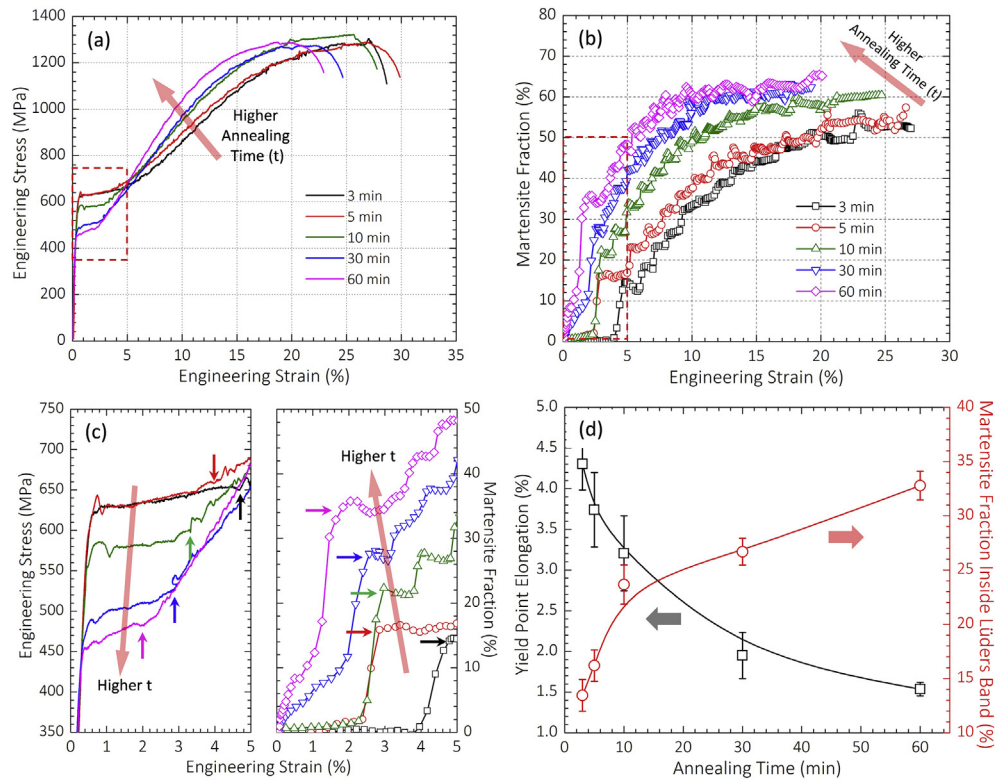 (a)
1400
1200
1000
800
600
400
200
0
Engineering Stress (MPa)
Higher
Annealing
Time (t)
3 min
5 min
10 min
30 min
60 min
0 5 10 15 20 25 30 35
Engineering Strain (%)
(b)
80
70
60
50
40
30
20
10
0
Martensite Fraction (%)
Higher
Annealing Time (t)
3 min
5 min
10 min
30 min
60 min
0 5 10 15 20 25 30
Engineering Strain (%)
(c)
750
700
650
600
550
500
450
400
350
Engineering Stress (MPa)
Higher t
0 1 2 3 4 5
Engineering Strain (%)
Higher t
50
40
30
20
10
0
Martensite Fraction (%)
0 1 2 3 4 5
(d)
5.0
4.5
4.0
3.5
3.0
2.5
2.0
1.5
1.0
Yield Point Elongation (%)
40
35
30
25
20
15
10
Martensite Fraction Inside Lüders Band (%)
0 10 20 30 40 50 60
Annealing Time (min)